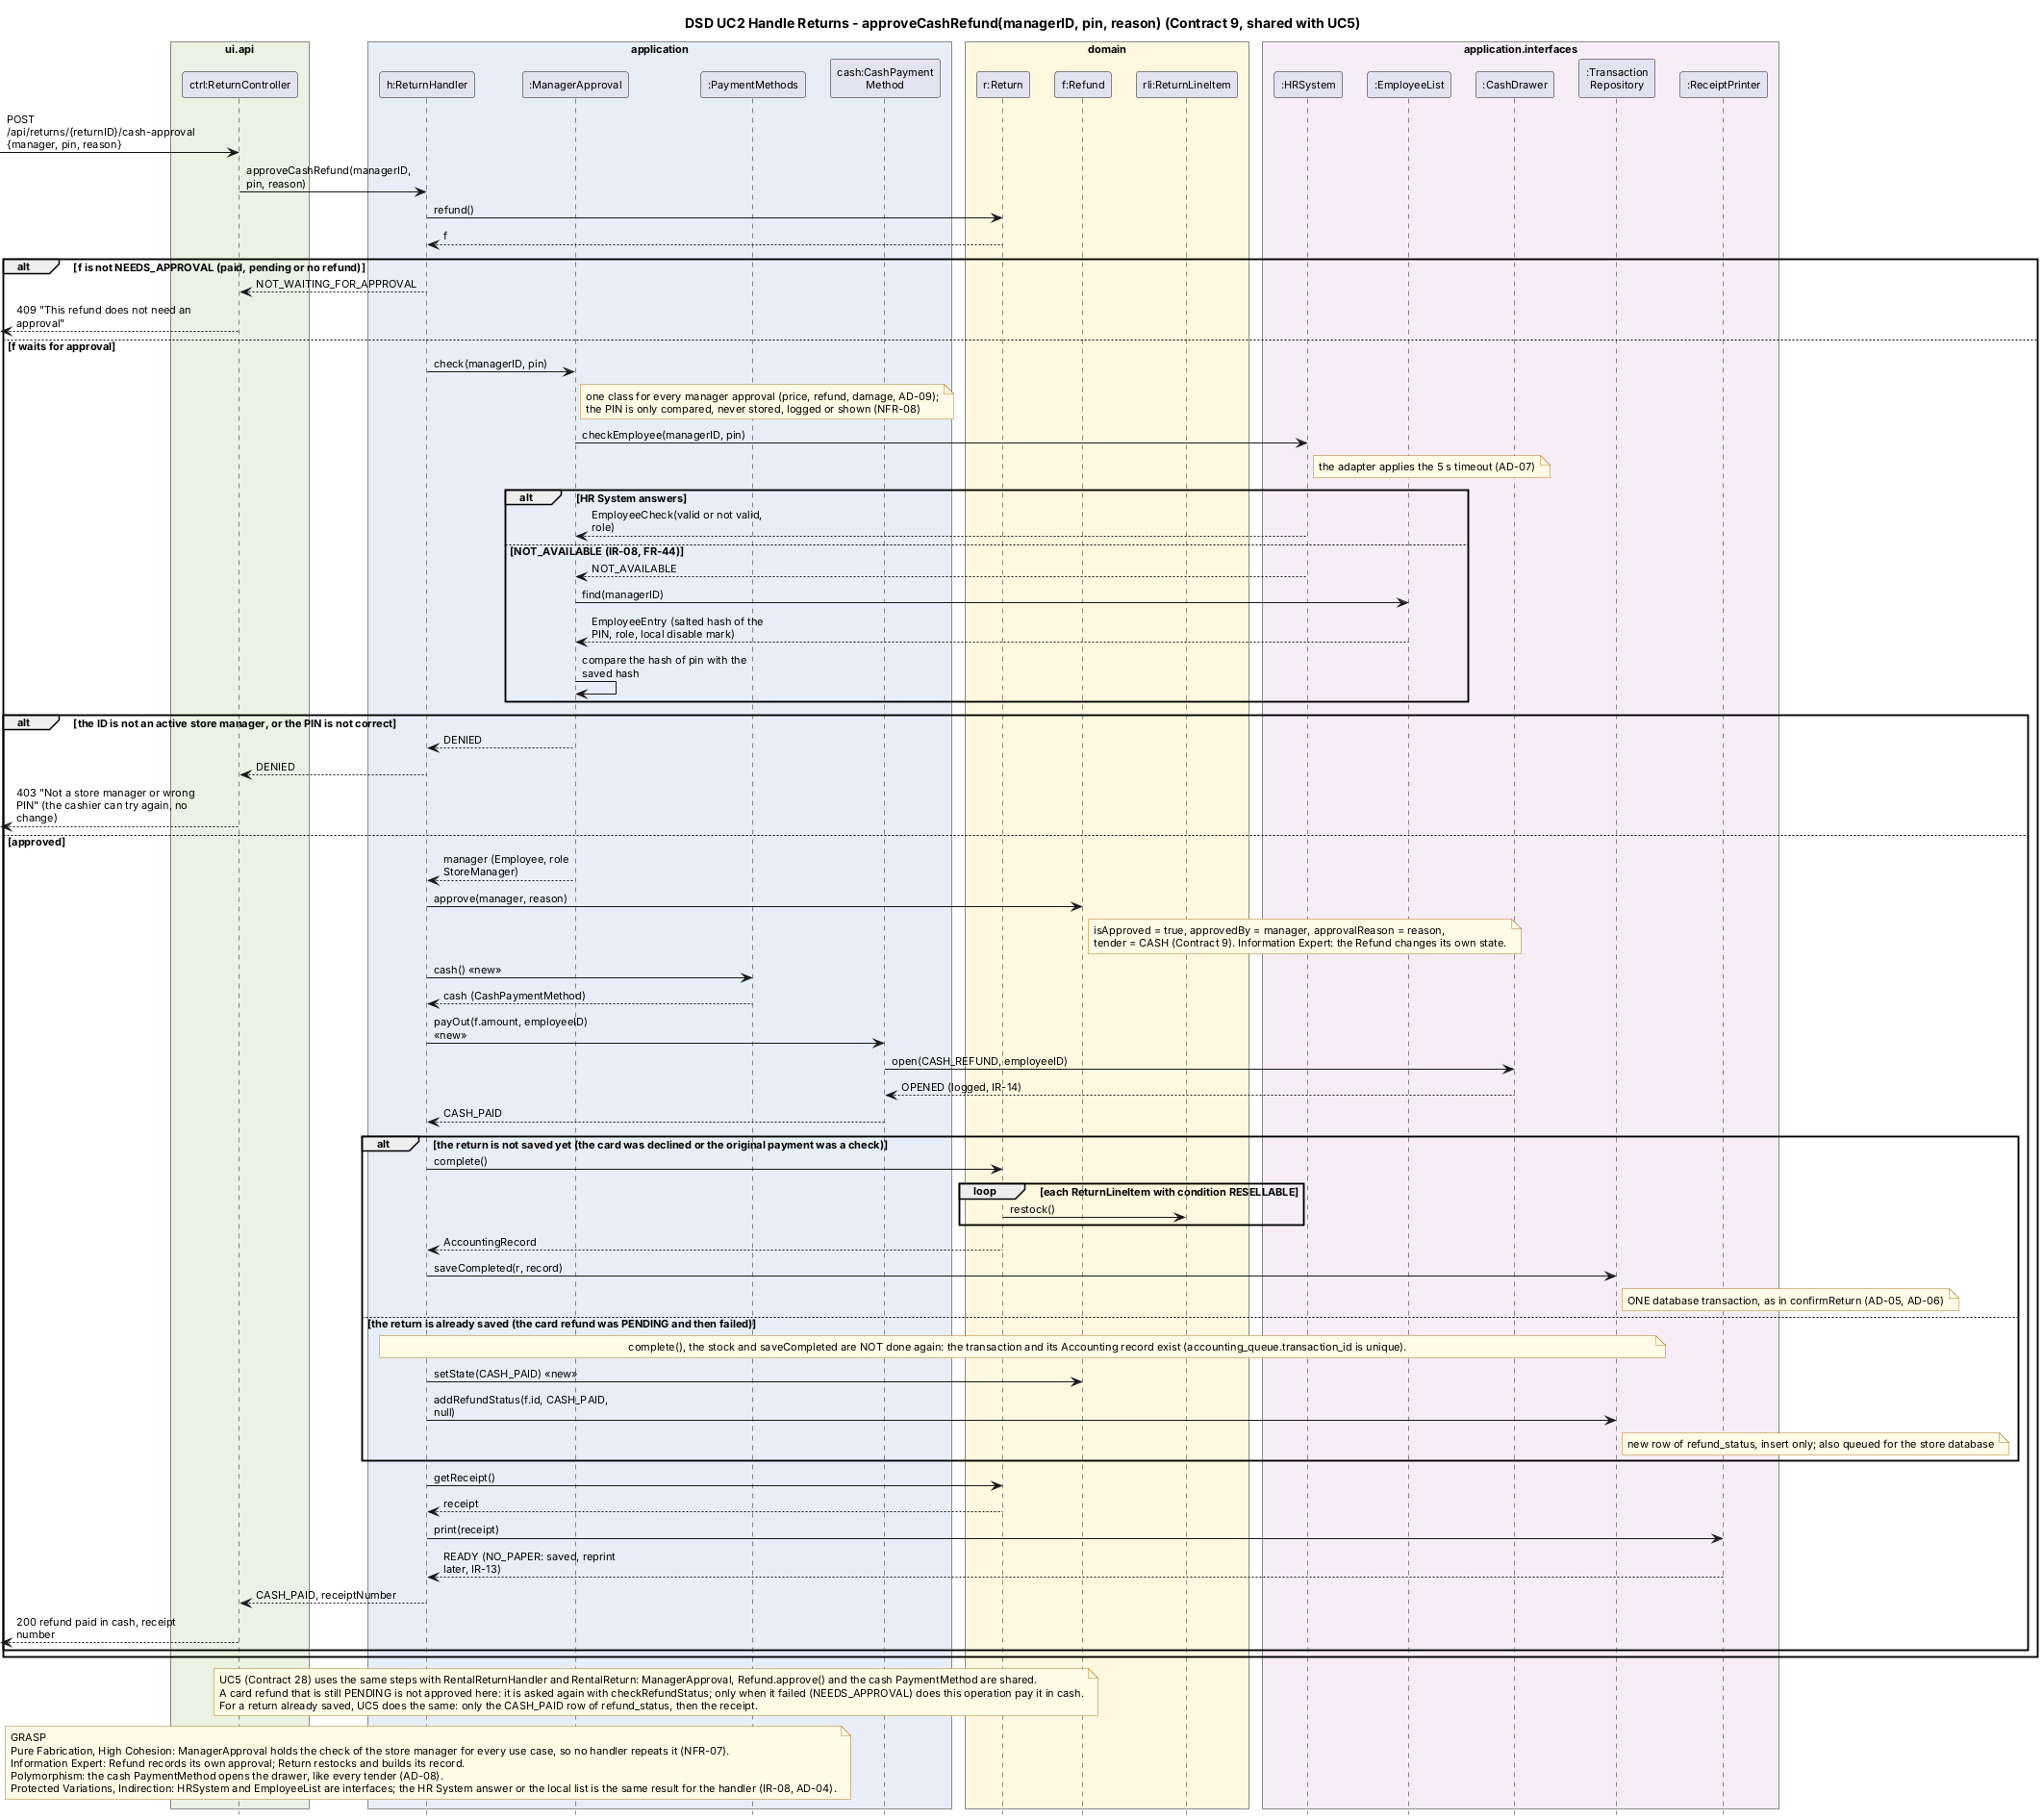 DSD UC2 Handle Returns - approveCashRefund(managerID, pin, reason) (Contract 9, shared with UC5)
ui.api
application
domain
application.interfaces
ctrl:ReturnController
h:ReturnHandler
:ManagerApproval
:PaymentMethods
cash:CashPayment
Method
r:Return
f:Refund
rli:ReturnLineItem
:HRSystem
:EmployeeList
:CashDrawer
:Transaction
Repository
:ReceiptPrinter
POST
/api/returns/{returnID}/cash-approval
{manager, pin, reason}
approveCashRefund(managerID,
pin, reason)
refund()
f
alt
[f is not NEEDS_APPROVAL (paid, pending or no refund)]
NOT_WAITING_FOR_APPROVAL
409 "This refund does not need an
approval"
[f waits for approval]
check(managerID, pin)
one class for every manager approval (price, refund, damage, AD-09);
the PIN is only compared, never stored, logged or shown (NFR-08)
checkEmployee(managerID, pin)
the adapter applies the 5 s timeout (AD-07)
alt
[HR System answers]
EmployeeCheck(valid or not valid,
role)
[NOT_AVAILABLE (IR-08, FR-44)]
NOT_AVAILABLE
find(managerID)
EmployeeEntry (salted hash of the
PIN, role, local disable mark)
compare the hash of pin with the
saved hash
alt
[the ID is not an active store manager, or the PIN is not correct]
DENIED
DENIED
403 "Not a store manager or wrong
PIN" (the cashier can try again, no
change)
[approved]
manager (Employee, role
StoreManager)
approve(manager, reason)
isApproved = true, approvedBy = manager, approvalReason = reason,
tender = CASH (Contract 9). Information Expert: the Refund changes its own state.
cash() «new»
cash (CashPaymentMethod)
payOut(f.amount, employeeID)
«new»
open(CASH_REFUND, employeeID)
OPENED (logged, IR-14)
CASH_PAID
alt
[the return is not saved yet (the card was declined or the original payment was a check)]
complete()
loop
[each ReturnLineItem with condition RESELLABLE]
restock()
AccountingRecord
saveCompleted(r, record)
ONE database transaction, as in confirmReturn (AD-05, AD-06)
[the return is already saved (the card refund was PENDING and then failed)]
complete(), the stock and saveCompleted are NOT done again: the transaction and its Accounting record exist (accounting_queue.transaction_id is unique).
setState(CASH_PAID) «new»
addRefundStatus(f.id, CASH_PAID,
null)
new row of refund_status, insert only; also queued for the store database
getReceipt()
receipt
print(receipt)
READY (NO_PAPER: saved, reprint
later, IR-13)
CASH_PAID, receiptNumber
200 refund paid in cash, receipt
number
UC5 (Contract 28) uses the same steps with RentalReturnHandler and RentalReturn: ManagerApproval, Refund.approve() and the cash PaymentMethod are shared.
A card refund that is still PENDING is not approved here: it is asked again with checkRefundStatus; only when it failed (NEEDS_APPROVAL) does this operation pay it in cash.
For a return already saved, UC5 does the same: only the CASH_PAID row of refund_status, then the receipt.
GRASP
Pure Fabrication, High Cohesion: ManagerApproval holds the check of the store manager for every use case, so no handler repeats it (NFR-07).
Information Expert: Refund records its own approval; Return restocks and builds its record.
Polymorphism: the cash PaymentMethod opens the drawer, like every tender (AD-08).
Protected Variations, Indirection: HRSystem and EmployeeList are interfaces; the HR System answer or the local list is the same result for the handler (IR-08, AD-04).